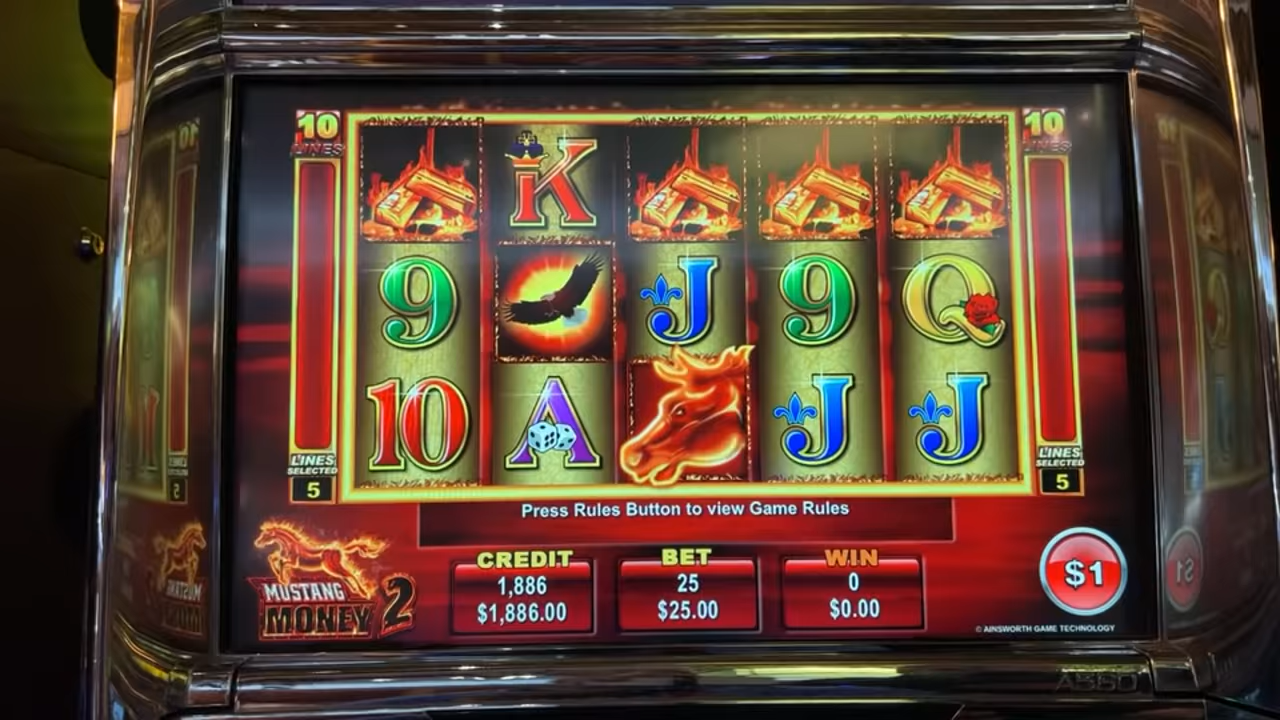 10
LINES
10
LINES
K
9
J
9
Q
10
A
J
J
LINES
SELECTED
5
LINES
SELECTED
5
Press Rules Button to view Game Rules
MUSTANG
MONEY 2
CREDIT
1,886
$1,886.00
BET
25
$25.00
WIN
0
$0.00
$1
© AINSWORTH GAME TECHNOLOGY
A560